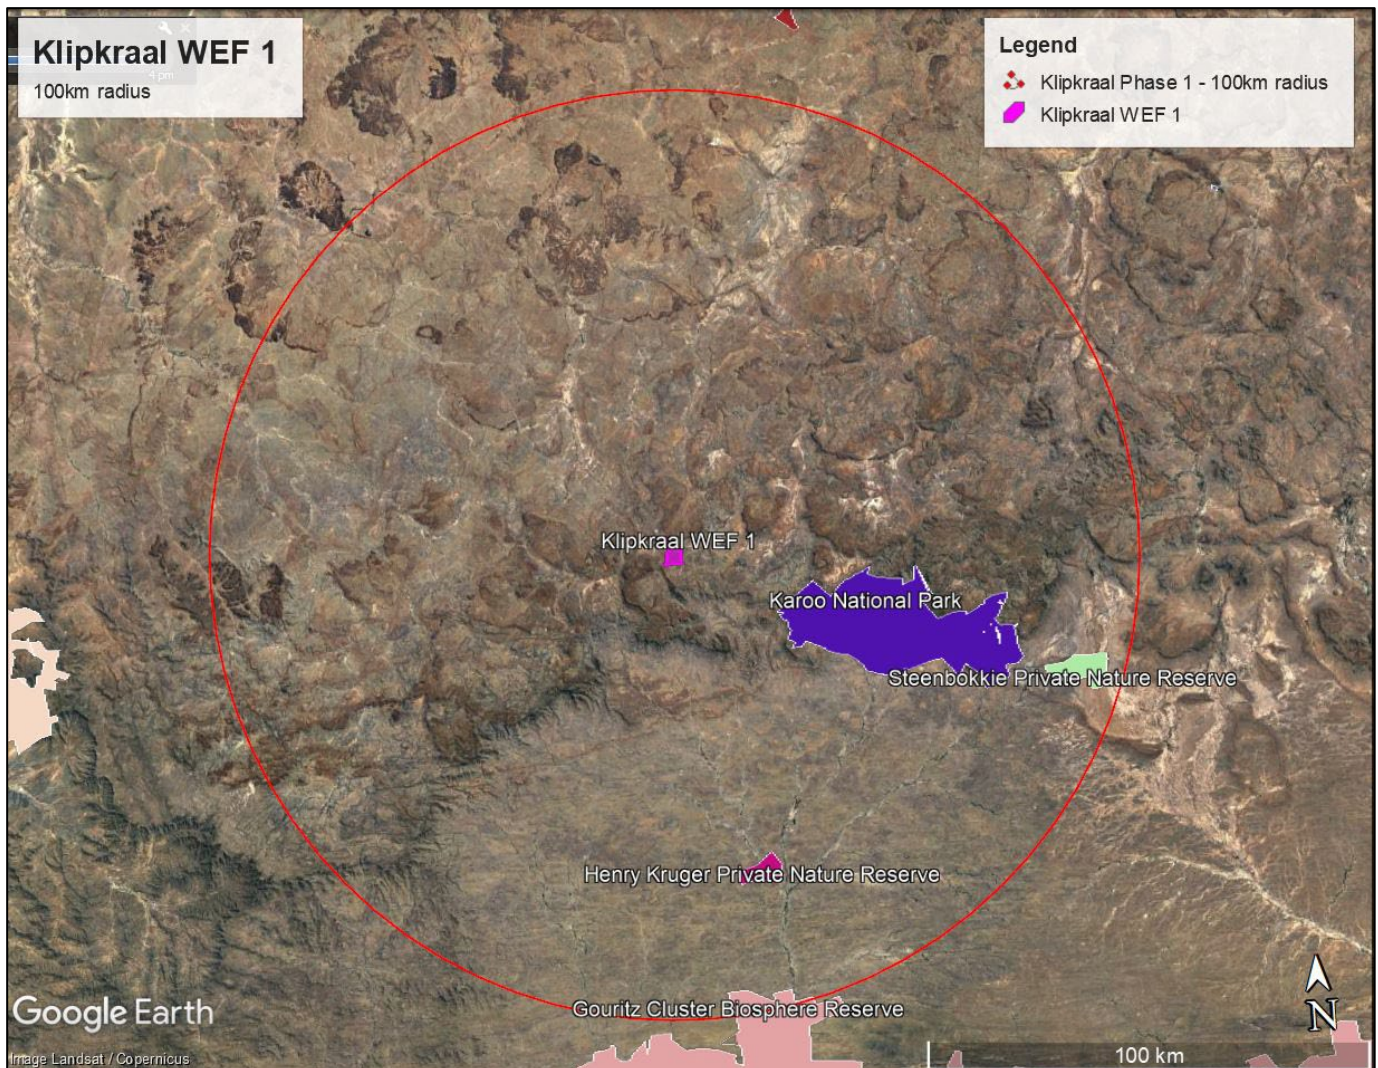 Klipkraal WEF 1
4 pm
100km radius
Legend
Klipkraal Phase 1 - 100km radius
Klipkraal WEF 1
Klipkraal WEF 1
Karoo National Park
Steenbokkie Private Nature Reserve
Henry Kruger Private Nature Reserve
Gouritz Cluster Biosphere Reserve
Google Earth
N
Image Landsat / Copernicus
100 km